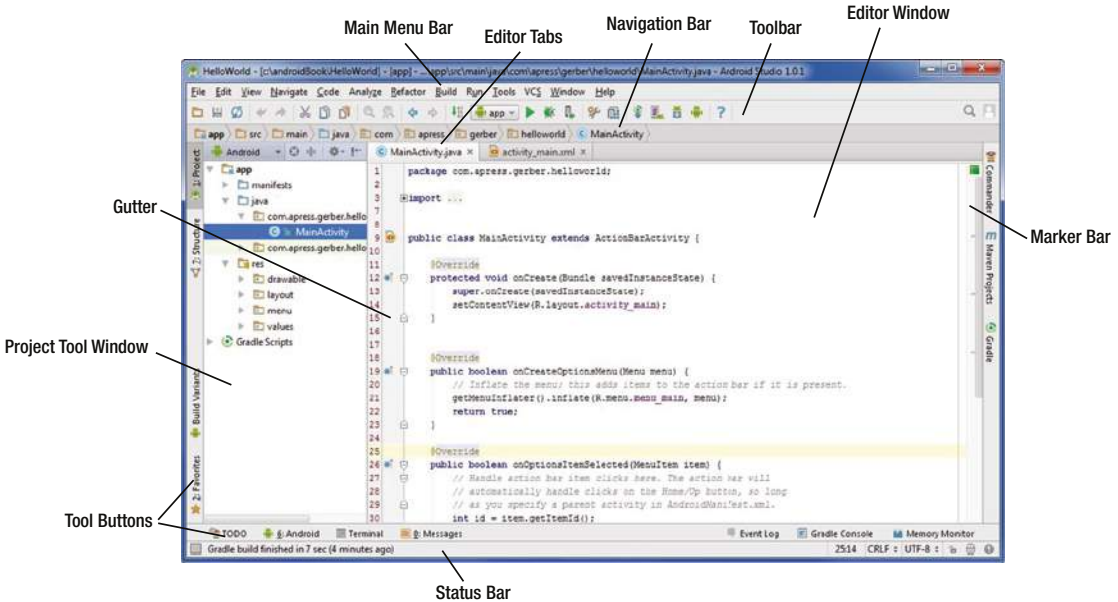 Main Menu Bar
Editor Tabs
Navigation Bar
Toolbar
Editor Window
HelloWorld - [c:\androidBook\HelloWorld] - [app] - ...\app\src\main\java\com\apress\gerber\helloworld\MainActivity.java - Android Studio 1.0.1
File Edit View Navigate Code Analyze Refactor Build Run Tools VCS Window Help
app
?
app src main java com apress gerber helloworld MainActivity
1: Project
Android
MainActivity.java
activity_main.xml
app
manifests
java
com.apress.gerber.hello
MainActivity
com.apress.gerber.hello
res
drawable
layout
menu
values
Gradle Scripts
2: Structure
Build Variants
2: Favorites
Gutter
Project Tool Window
Tool Buttons
1 package com.apress.gerber.helloworld;
2
3 import ...
7
8
9 public class MainActivity extends ActionBarActivity {
10
11 @Override
12 protected void onCreate(Bundle savedInstanceState) {
13 super.onCreate(savedInstanceState);
14 setContentView(R.layout.activity_main);
15 }
16
17
18 @Override
19 public boolean onCreateOptionsMenu(Menu menu) {
20 // Inflate the menu; this adds items to the action bar if it is present.
21 getMenuInflater().inflate(R.menu.menu_main, menu);
22 return true;
23 }
24
25 @Override
26 public boolean onOptionsItemSelected(MenuItem item) {
27 // Handle action bar item clicks here. The action bar will
28 // automatically handle clicks on the Home/Up button, so long
29 // as you specify a parent activity in AndroidManifest.xml.
30 int id = item.getItemId();
Commander
Maven Projects
Gradle
Marker Bar
TODO 6: Android Terminal 0: Messages Event Log Gradle Console Memory Monitor
Gradle build finished in 7 sec (4 minutes ago) 25:14 CRLF UTF-8
Status Bar